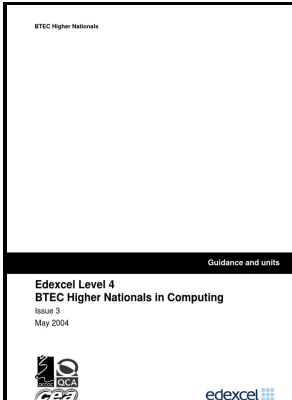 BTEC Higher Nationals
Guidance and units
Edexcel Level 4
BTEC Higher Nationals in Computing
Issue 3
May 2004
QCA
cea
edexcel